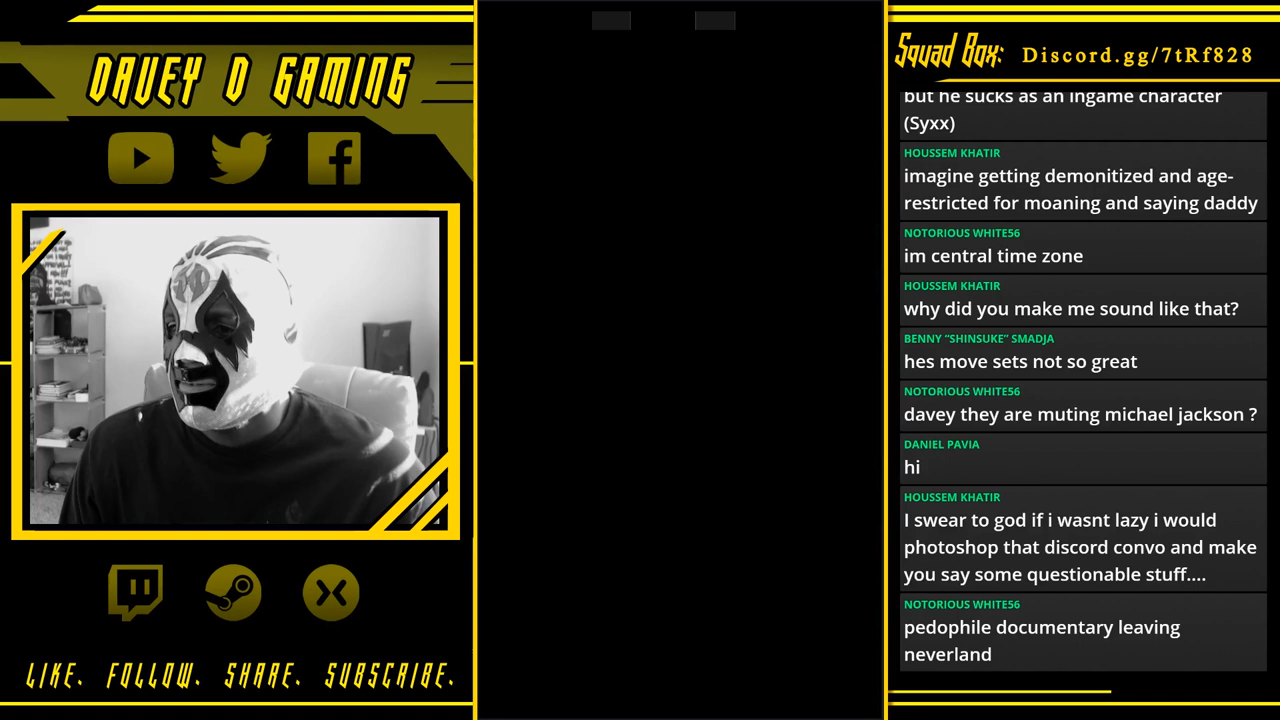 DAVEY D GAMING
LIKE. FOLLOW. SHARE. SUBSCRIBE.
Squad Box: Discord.gg/7tRf828
but he sucks as an ingame character
(Syxx)
HOUSSEM KHATIR
imagine getting demonitized and age-
restricted for moaning and saying daddy
NOTORIOUS WHITE56
im central time zone
HOUSSEM KHATIR
why did you make me sound like that?
BENNY “SHINSUKE” SMADJA
hes move sets not so great
NOTORIOUS WHITE56
davey they are muting michael jackson ?
DANIEL PAVIA
hi
HOUSSEM KHATIR
I swear to god if i wasnt lazy i would
photoshop that discord convo and make
you say some questionable stuff....
NOTORIOUS WHITE56
pedophile documentary leaving
neverland